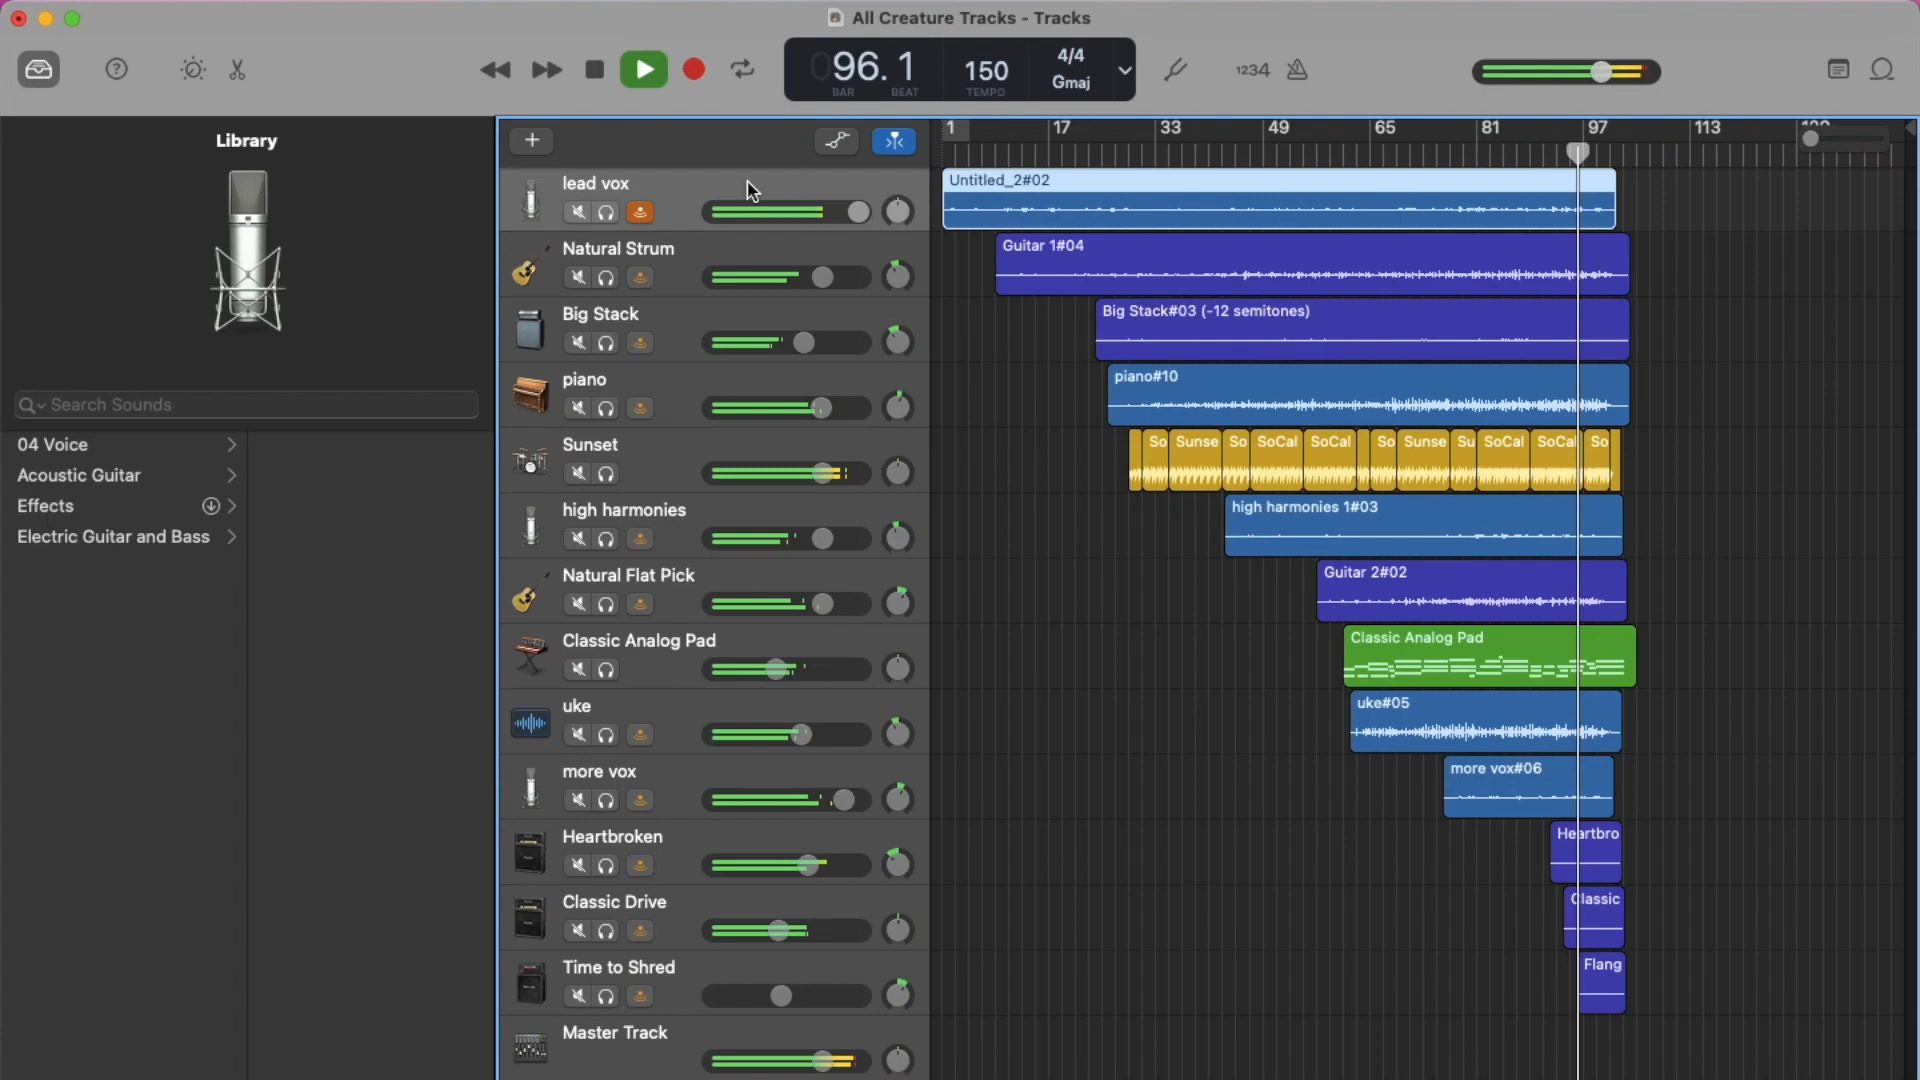 All Creature Tracks - Tracks
096.1
BAR
BEAT
150
TEMPO
4/4
Gmaj
1234
Library
Search Sounds
04 Voice
Acoustic Guitar
Effects
Electric Guitar and Bass
1 17 33 49 65 81 97 113
lead vox
Untitled_2#02
Natural Strum
Guitar 1#04
Big Stack
Big Stack#03 (-12 semitones)
piano
piano#10
Sunset
So Sunse So SoCal SoCal So Sunse Su SoCal SoCal So
high harmonies
high harmonies 1#03
Natural Flat Pick
Guitar 2#02
Classic Analog Pad
Classic Analog Pad
uke
uke#05
more vox
more vox#06
Heartbroken
Heartbro
Classic Drive
Classic
Time to Shred
Flang
Master Track